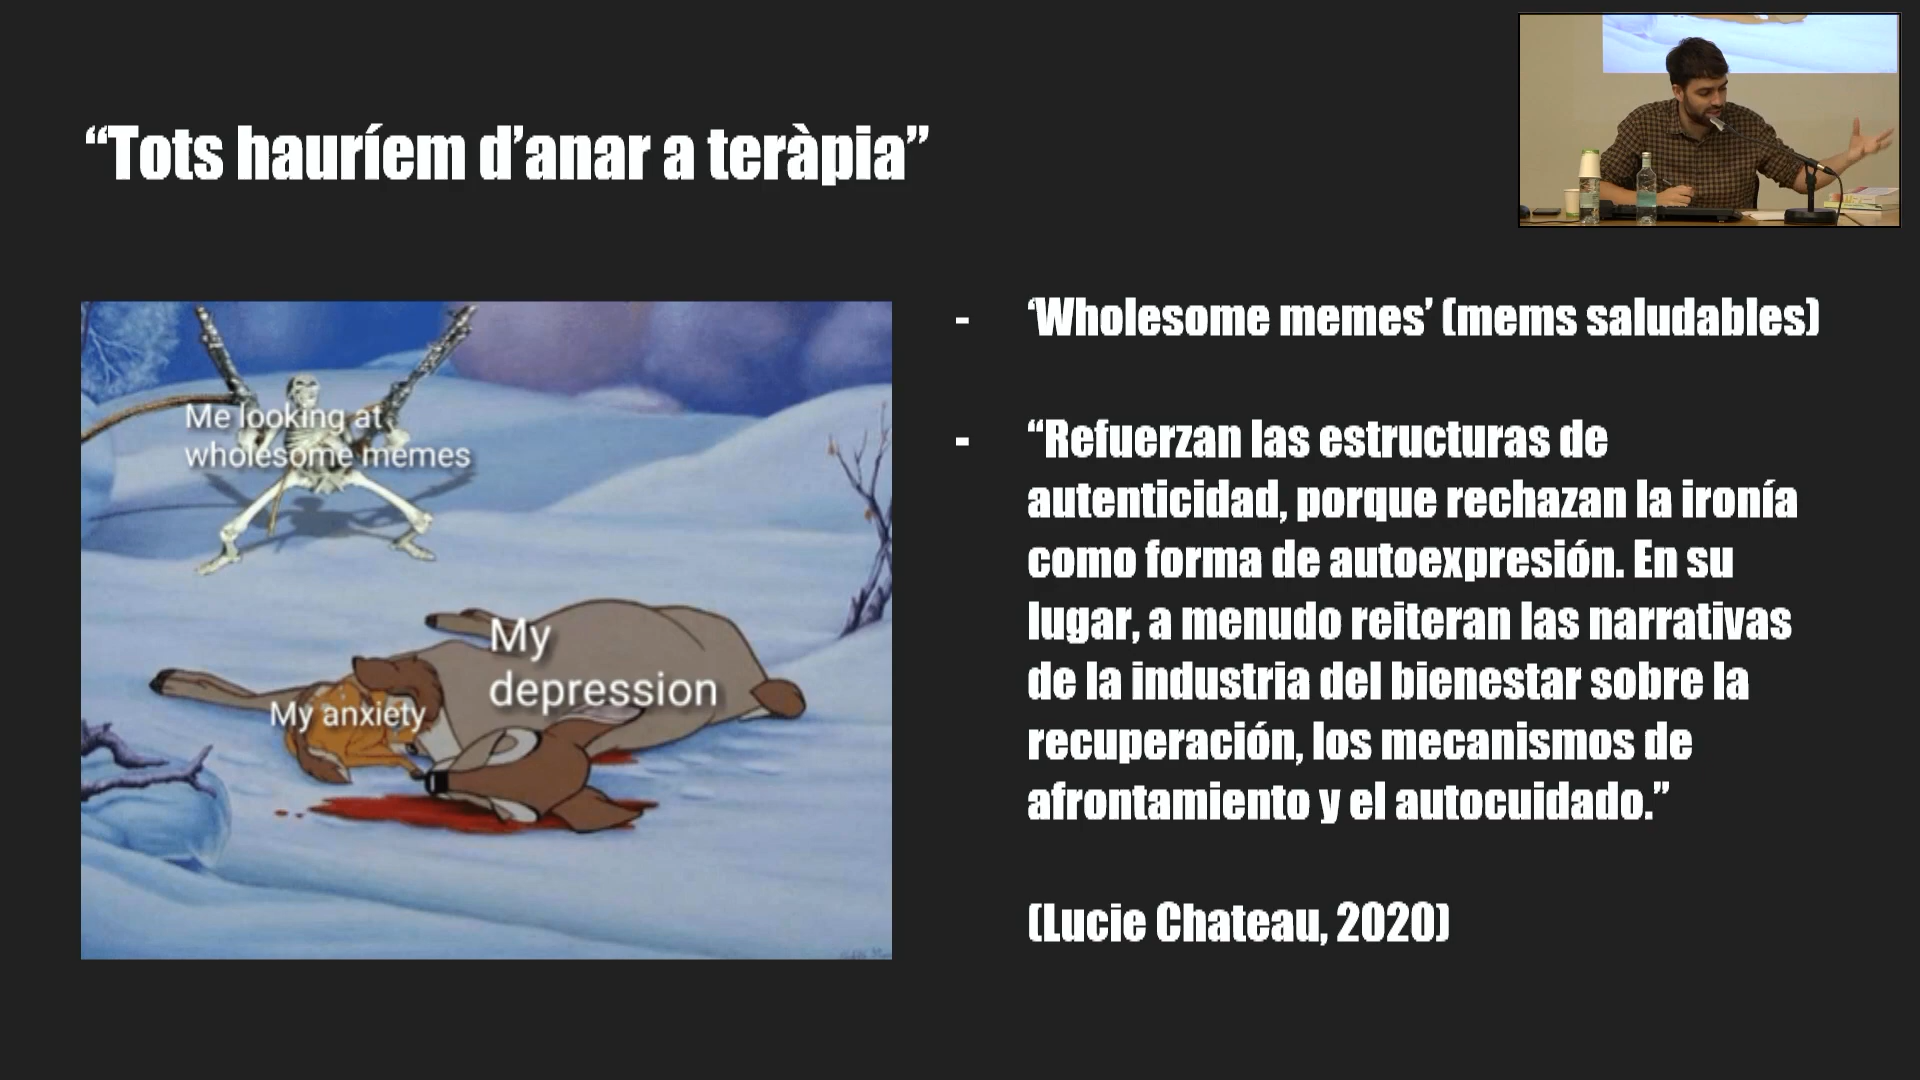 “Tots hauríem d’anar a teràpia”
Me looking at
wholesome memes
My
depression
My anxiety
- ‘Wholesome memes’ (mems saludables)
- “Refuerzan las estructuras de
autenticidad, porque rechazan la ironía
como forma de autoexpresión. En su
lugar, a menudo reiteran las narrativas
de la industria del bienestar sobre la
recuperación, los mecanismos de
afrontamiento y el autocuidado.”
(Lucie Chateau, 2020)